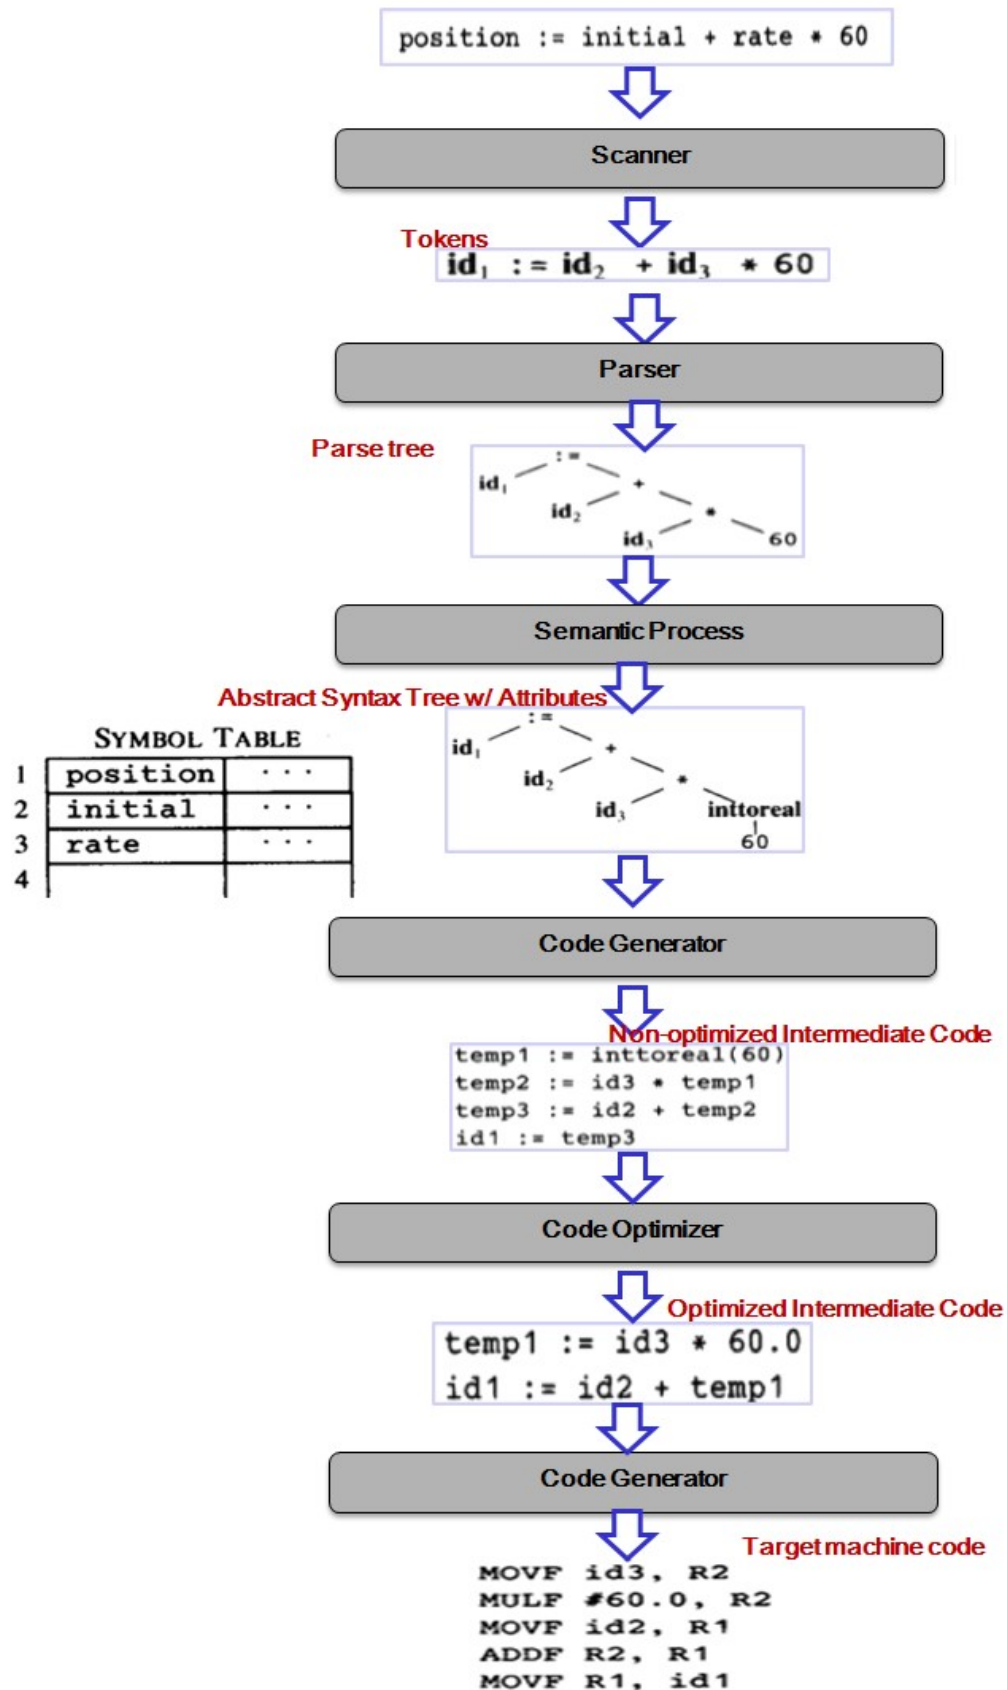 position := initial + rate * 60
Scanner
Tokens
id₁ := id₂ + id₃ * 60
Parser
Parse tree
:=
id₁ +
id₂ *
id₃ 60
Semantic Process
Abstract Syntax Tree w/ Attributes
:=
id₁ +
id₂ *
id₃ inttoreal
60
SYMBOL TABLE
1 position ...
2 initial ...
3 rate ...
4
Code Generator
Non-optimized Intermediate Code
temp1 := inttoreal(60)
temp2 := id3 * temp1
temp3 := id2 + temp2
id1 := temp3
Code Optimizer
Optimized Intermediate Code
temp1 := id3 * 60.0
id1 := id2 + temp1
Code Generator
Target machine code
MOVF id3, R2
MULF #60.0, R2
MOVF id2, R1
ADDF R2, R1
MOVF R1, id1